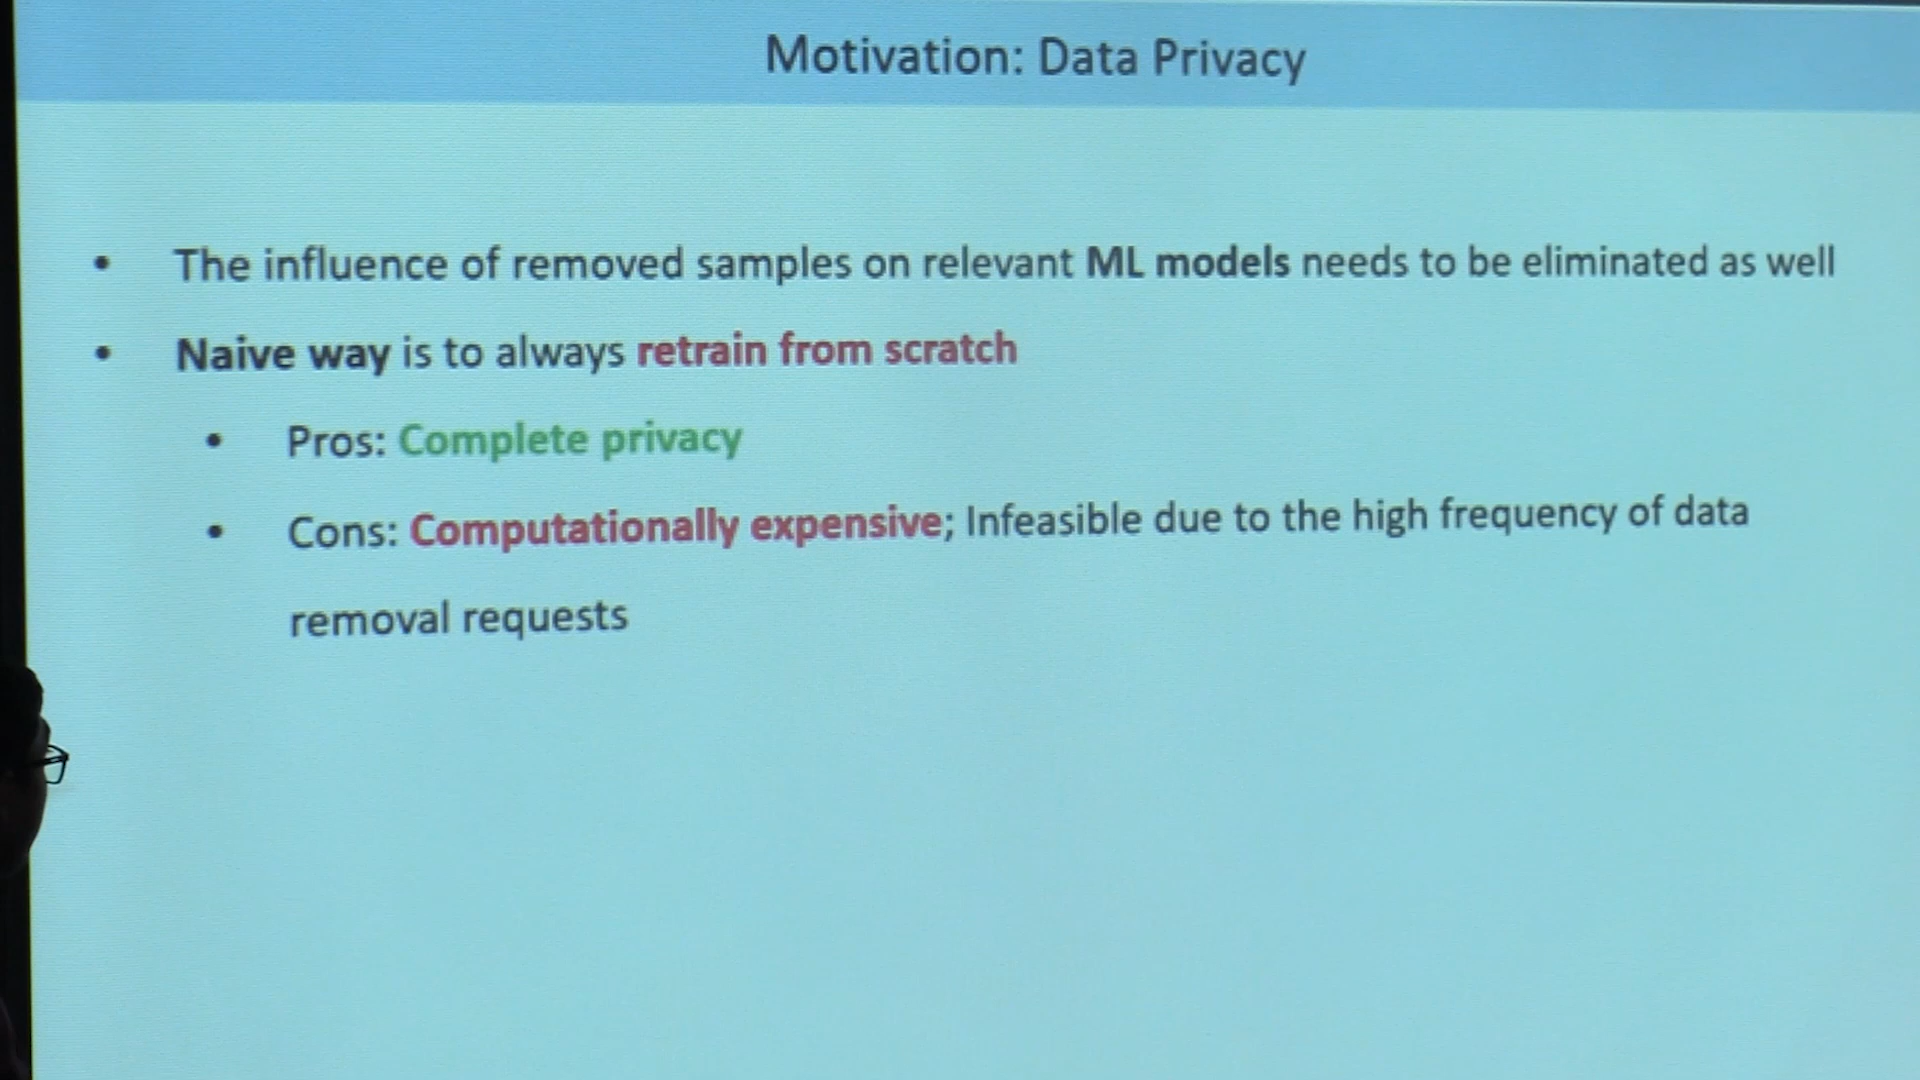 Motivation: Data Privacy
• The influence of removed samples on relevant ML models needs to be eliminated as well
• Naive way is to always retrain from scratch
• Pros: Complete privacy
• Cons: Computationally expensive; Infeasible due to the high frequency of data
removal requests